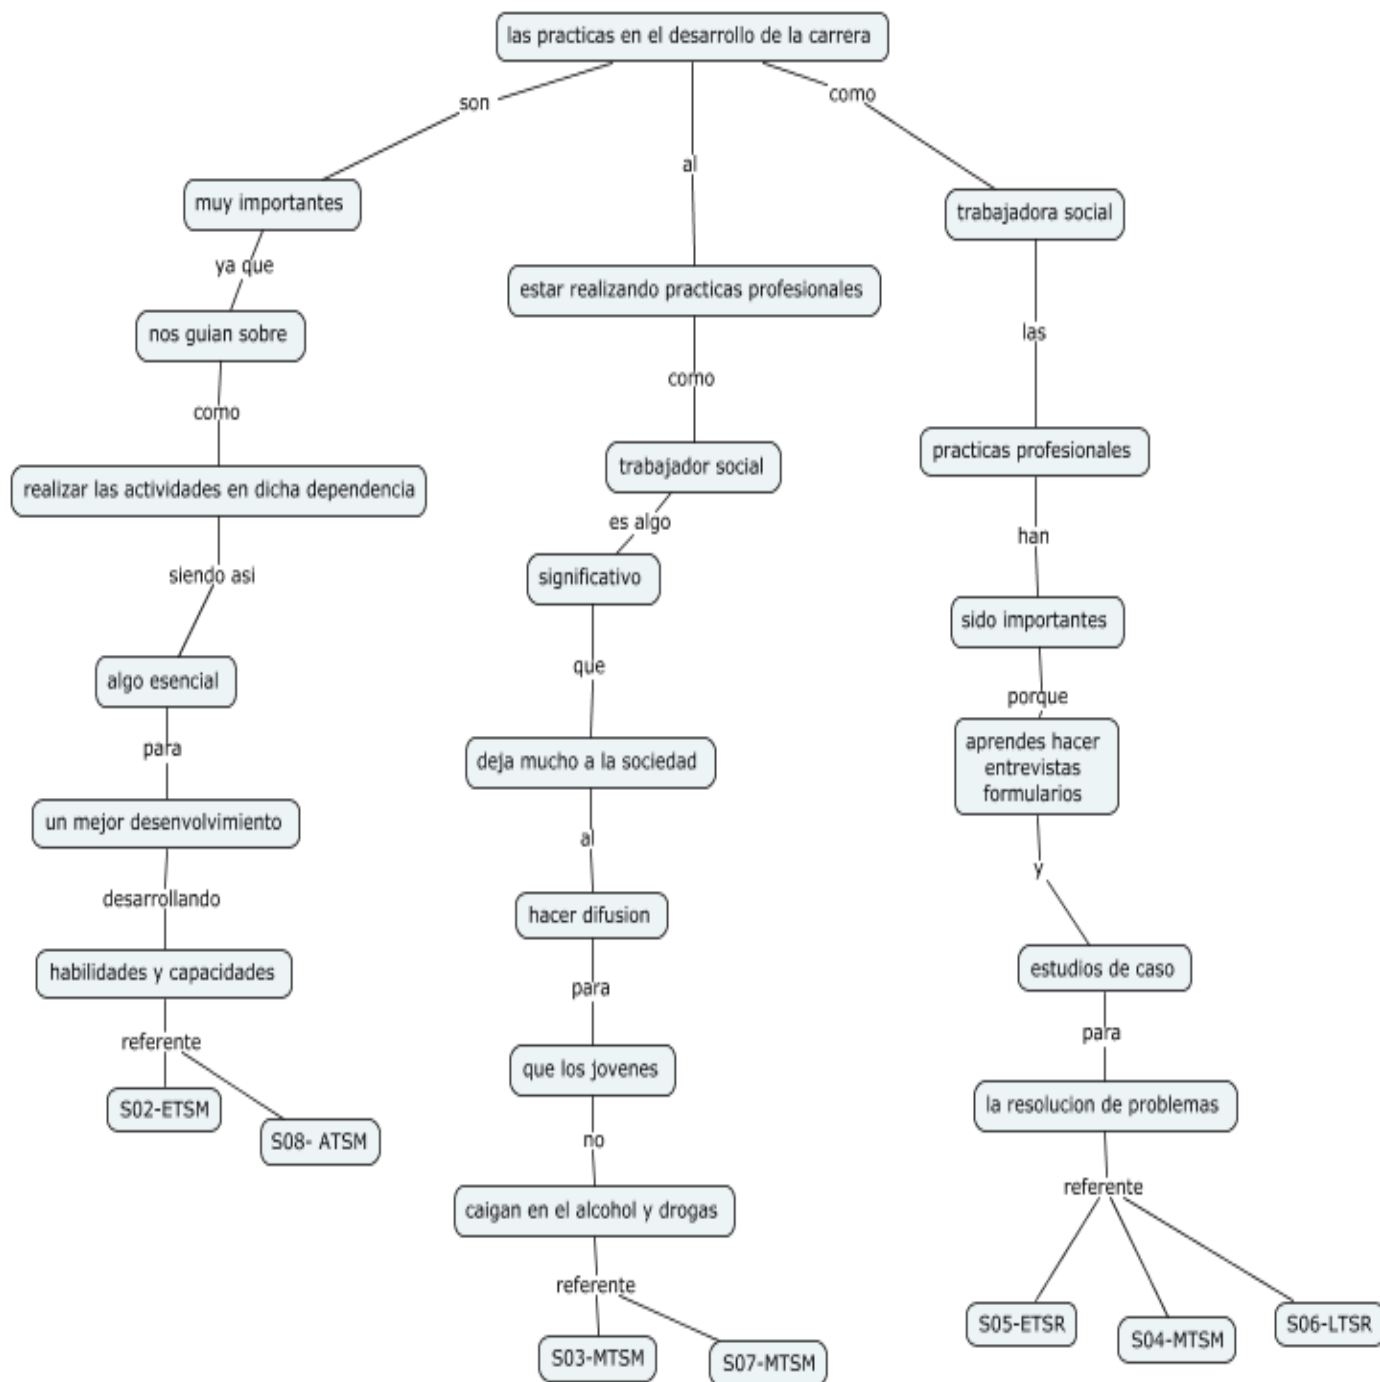 las practicas en el desarrollo de la carrera
son
al
como
muy importantes
ya que
nos guian sobre
como
realizar las actividades en dicha dependencia
siendo asi
algo esencial
para
un mejor desenvolvimiento
desarrollando
habilidades y capacidades
referente
S02-ETSM
S08- ATSM
estar realizando practicas profesionales
como
trabajador social
es algo
significativo
que
deja mucho a la sociedad
al
hacer difusion
para
que los jovenes
no
caigan en el alcohol y drogas
referente
S03-MTSM
S07-MTSM
trabajadora social
las
practicas profesionales
han
sido importantes
porque
aprendes hacer
entrevistas
formularios
y
estudios de caso
para
la resolucion de problemas
referente
S05-ETSR
S04-MTSM
S06-LTSR